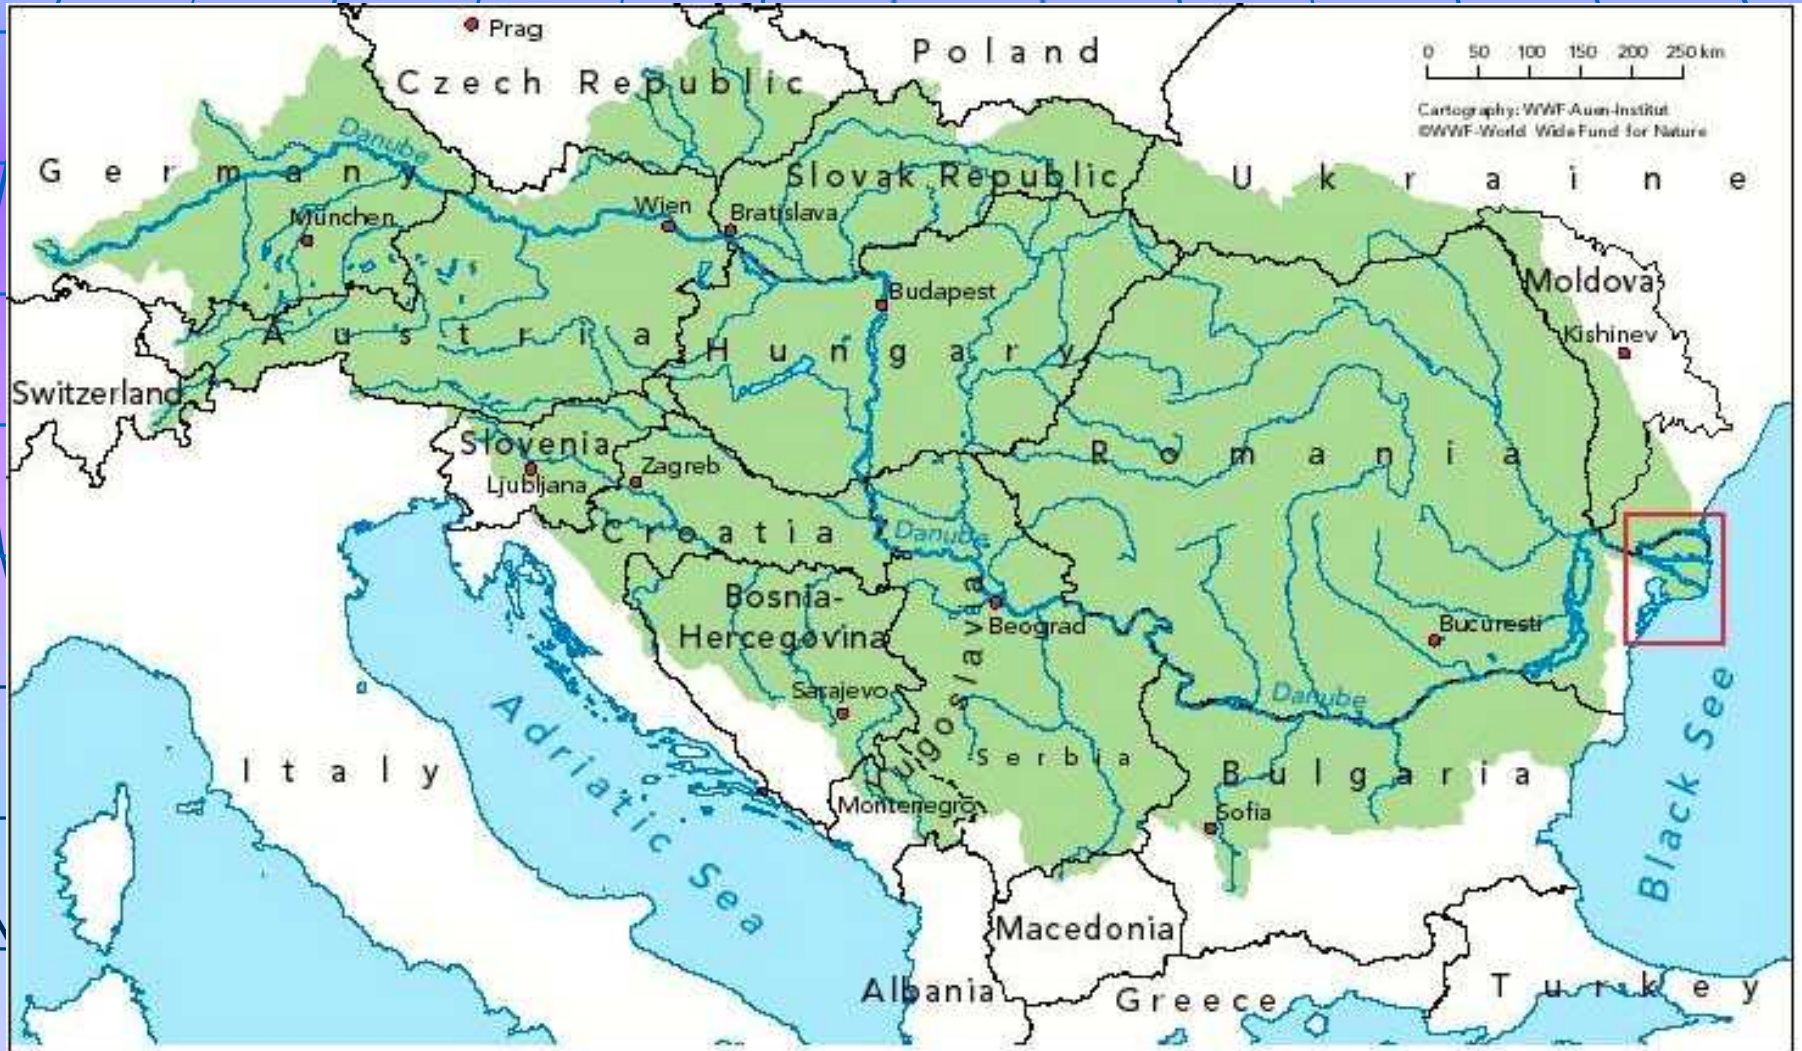 Prag
Poland
Czech Republic
0 50 100 150 200 250 km
Cartography: WWF-Auen-Institut
©WWF-World Wide Fund for Nature
Danube
Germany
Slovak Republic
Ukraine
München
Wien
Bratislava
Budapest
Moldova
Kishinev
Austria
Hungary
Switzerland
Slovenia
Zagreb
Ljubljana
Romania
Croatia
Danube
Bosnia-
Hercegovina
Beograd
Bucuresti
Sarajevo
Yugoslavia
Danube
Black See
Adriatic Sea
Italy
Serbia
Bulgaria
Montenegro
Sofia
Macedonia
Albania
Greece
Turkey